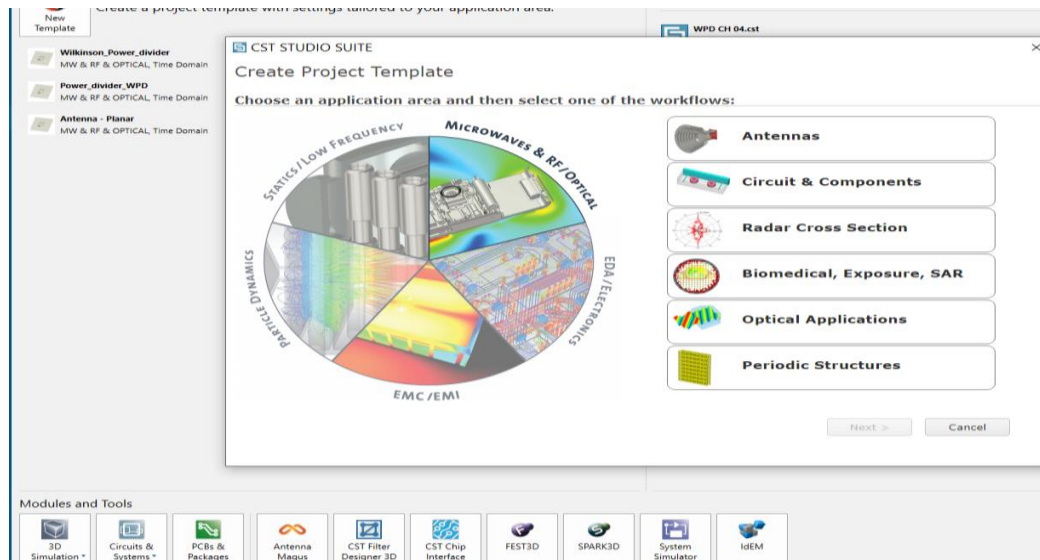 Create a project template with settings tailored to your application area.
New
Template
Wilkinson_Power_divider
MW & RF & OPTICAL, Time Domain
Power_divider_WPD
MW & RF & OPTICAL, Time Domain
Antenna - Planar
MW & RF & OPTICAL, Time Domain
WPD CH 04.cst
CST STUDIO SUITE
Create Project Template
Choose an application area and then select one of the workflows:
STATICS/LOW FREQUENCY
MICROWAVES & RF/OPTICAL
EDA/ELECTRONICS
EMC/EMI
PARTICLE DYNAMICS
Antennas
Circuit & Components
Radar Cross Section
Biomedical, Exposure, SAR
Optical Applications
Periodic Structures
Next >
Cancel
Modules and Tools
3D
Simulation
Circuits &
Systems
PCBs &
Packages
Antenna
Magus
CST Filter
Designer 3D
CST Chip
Interface
FEST3D
SPARK3D
System
Simulator
IdEM